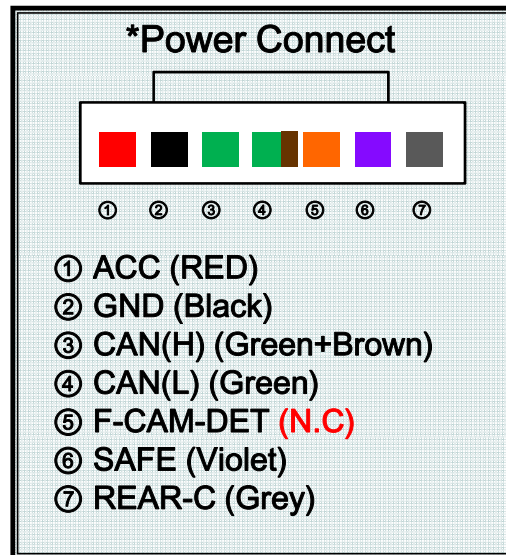 *Power Connect
① ② ③ ④ ⑤ ⑥ ⑦
① ACC (RED)
② GND (Black)
③ CAN(H) (Green+Brown)
④ CAN(L) (Green)
⑤ F-CAM-DET (N.C)
⑥ SAFE (Violet)
⑦ REAR-C (Grey)